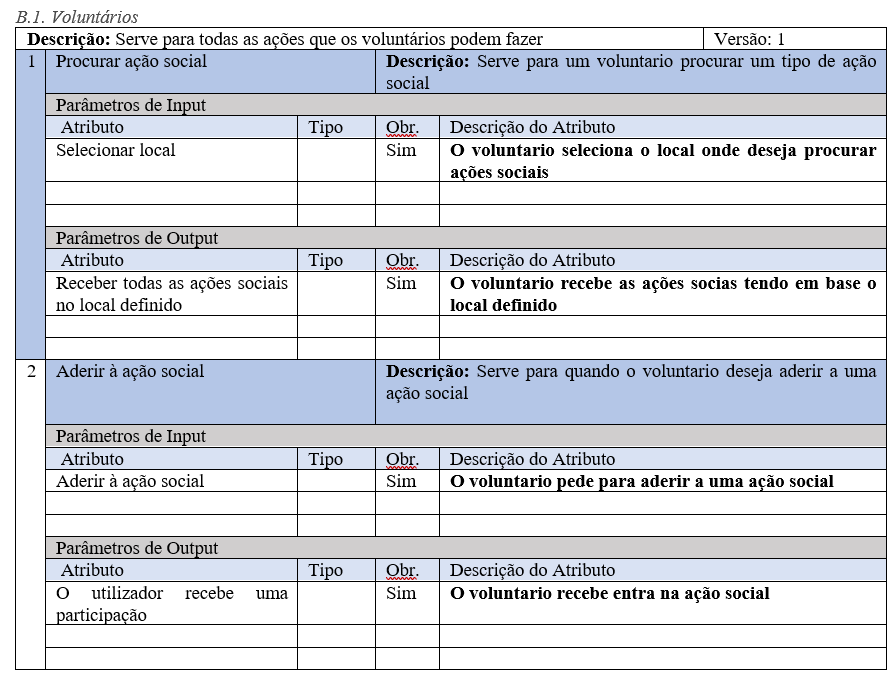 B.1. Voluntários
Descrição: Serve para todas as ações que os voluntários podem fazer Versão: 1
1 Procurar ação social Descrição: Serve para um voluntario procurar um tipo de ação
social
Parâmetros de Input
Atributo Tipo Obr. Descrição do Atributo
Selecionar local Sim O voluntario seleciona o local onde deseja procurar
ações sociais
Parâmetros de Output
Atributo Tipo Obr. Descrição do Atributo
Receber todas as ações sociais Sim O voluntario recebe as ações socias tendo em base o
no local definido local definido
2 Aderir à ação social Descrição: Serve para quando o voluntario deseja aderir a uma
ação social
Parâmetros de Input
Atributo Tipo Obr. Descrição do Atributo
Aderir à ação social Sim O voluntario pede para aderir a uma ação social
Parâmetros de Output
Atributo Tipo Obr. Descrição do Atributo
O utilizador recebe uma Sim O voluntario recebe entra na ação social
participação